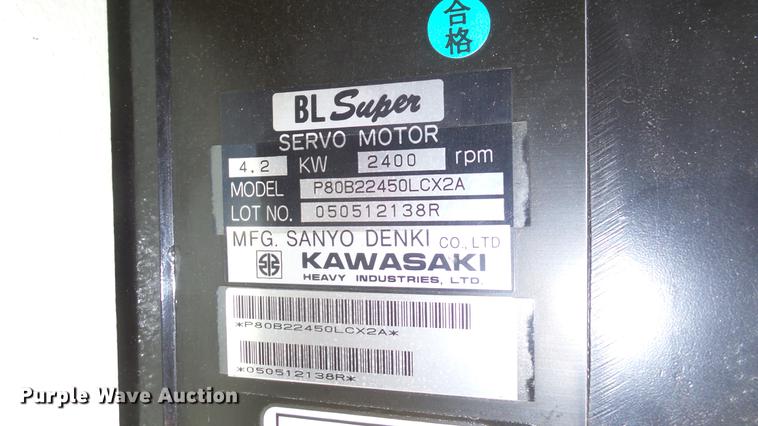 合格
BL Super
SERVO MOTOR
4.2 KW 2400 rpm
MODEL P80B22450LCX2A
LOT NO. 050512138R
MFG. SANYO DENKI CO., LTD
KAWASAKI
HEAVY INDUSTRIES, LTD.
*P80B22450LCX2A*
*050512138R*
Purple Wave Auction